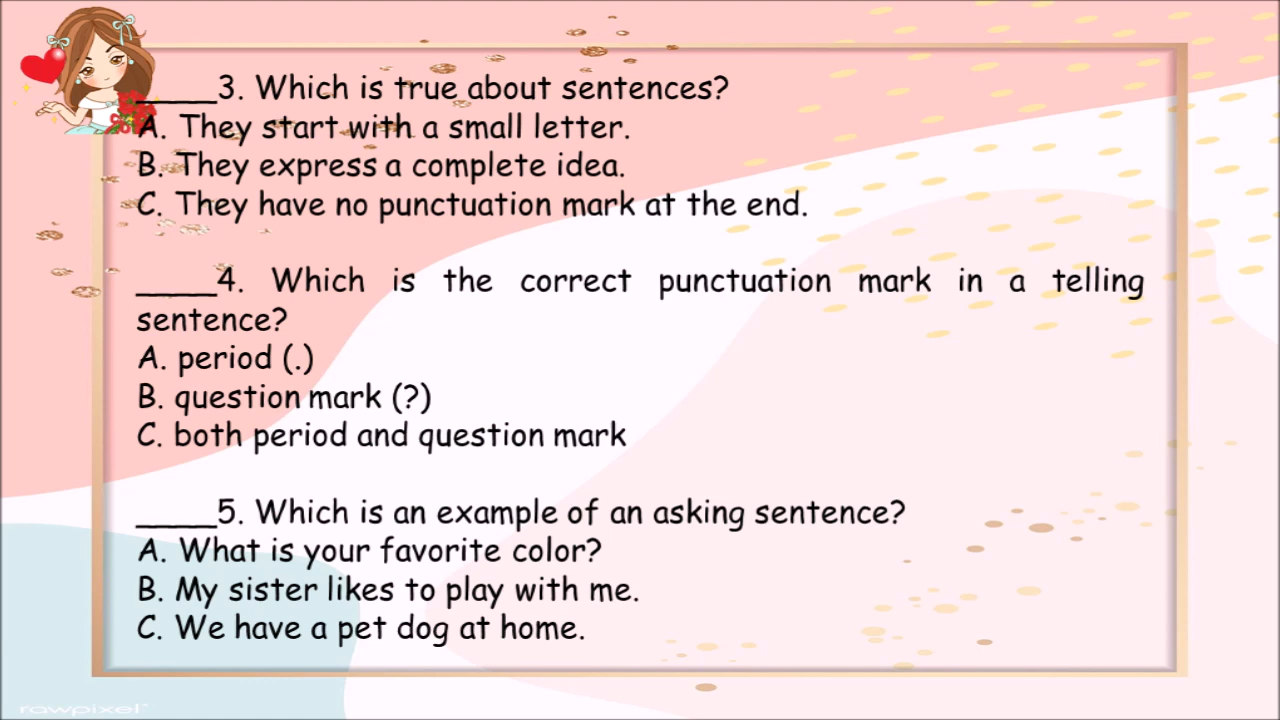 ____3. Which is true about sentences?
A. They start with a small letter.
B. They express a complete idea.
C. They have no punctuation mark at the end.
____4. Which is the correct punctuation mark in a telling
sentence?
A. period (.)
B. question mark (?)
C. both period and question mark
____5. Which is an example of an asking sentence?
A. What is your favorite color?
B. My sister likes to play with me.
C. We have a pet dog at home.
rawpixel